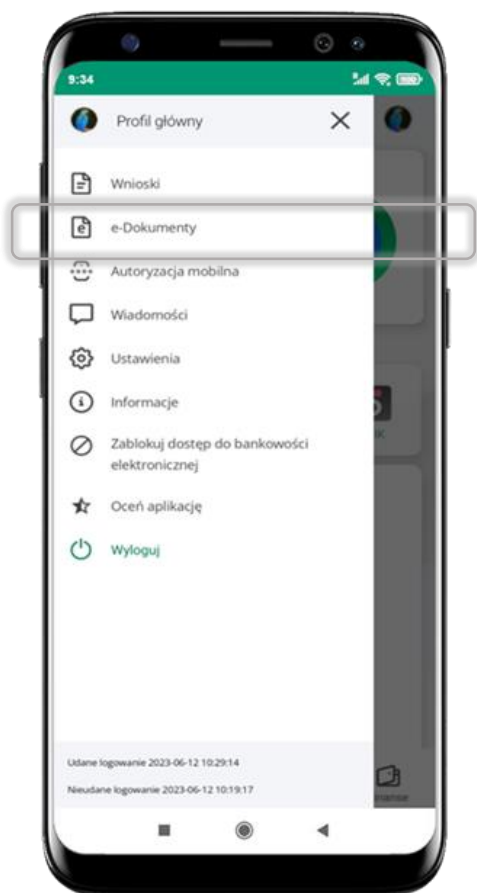 9:34
Profil główny
Wnioski
e-Dokumenty
Autoryzacja mobilna
Wiadomości
Ustawienia
Informacje
Zablokuj dostęp do bankowości
elektronicznej
Oceń aplikację
Wyloguj
Udane logowanie 2023-06-12 10:29:14
Nieudane logowanie 2023-06-12 10:19:17